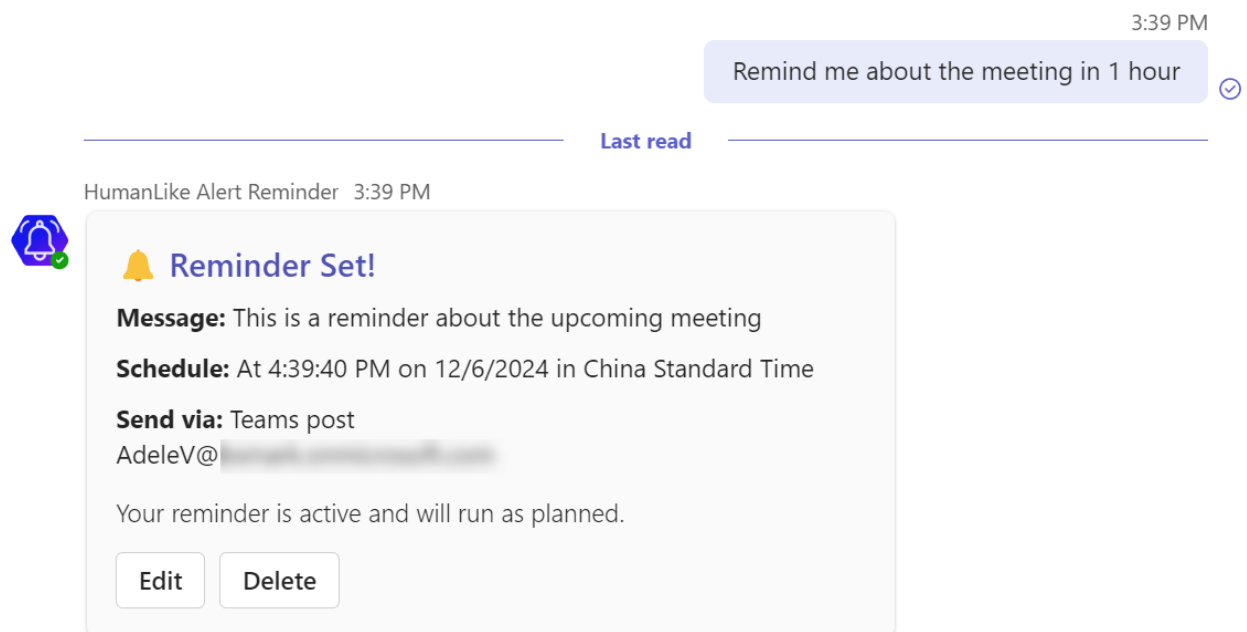 3:39 PM
Remind me about the meeting in 1 hour
Last read
HumanLike Alert Reminder 3:39 PM
Reminder Set!
Message: This is a reminder about the upcoming meeting
Schedule: At 4:39:40 PM on 12/6/2024 in China Standard Time
Send via: Teams post
AdeleV@
Your reminder is active and will run as planned.
Edit Delete